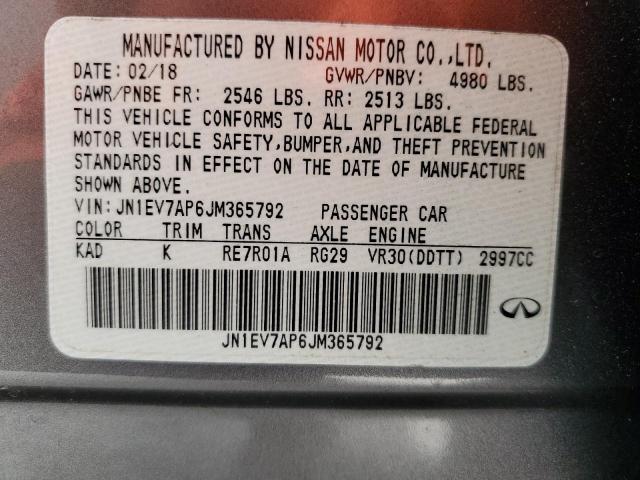 MANUFACTURED BY NISSAN MOTOR CO.,LTD.
DATE: 02/18 GVWR/PNBV: 4980 LBS.
GAWR/PNBE FR: 2546 LBS. RR: 2513 LBS.
THIS VEHICLE CONFORMS TO ALL APPLICABLE FEDERAL
MOTOR VEHICLE SAFETY,BUMPER,AND THEFT PREVENTION
STANDARDS IN EFFECT ON THE DATE OF MANUFACTURE
SHOWN ABOVE.
VIN: JN1EV7AP6JM365792 PASSENGER CAR
COLOR TRIM TRANS AXLE ENGINE
KAD K RE7R01A RG29 VR30(DDTT) 2997CC
JN1EV7AP6JM365792